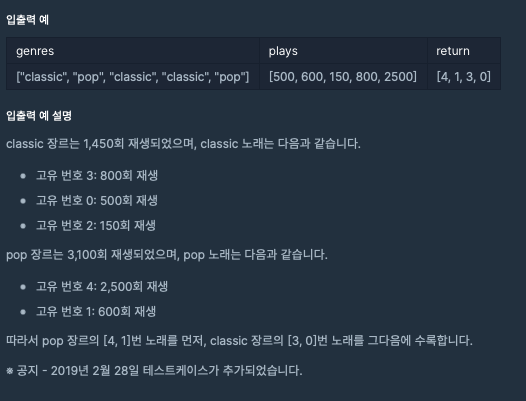 입출력 예
genres plays return
["classic", "pop", "classic", "classic", "pop"] [500, 600, 150, 800, 2500] [4, 1, 3, 0]
입출력 예 설명
classic 장르는 1,450회 재생되었으며, classic 노래는 다음과 같습니다.
● 고유 번호 3: 800회 재생
● 고유 번호 0: 500회 재생
● 고유 번호 2: 150회 재생
pop 장르는 3,100회 재생되었으며, pop 노래는 다음과 같습니다.
● 고유 번호 4: 2,500회 재생
● 고유 번호 1: 600회 재생
따라서 pop 장르의 [4, 1]번 노래를 먼저, classic 장르의 [3, 0]번 노래를 그다음에 수록합니다.
※ 공지 - 2019년 2월 28일 테스트케이스가 추가되었습니다.